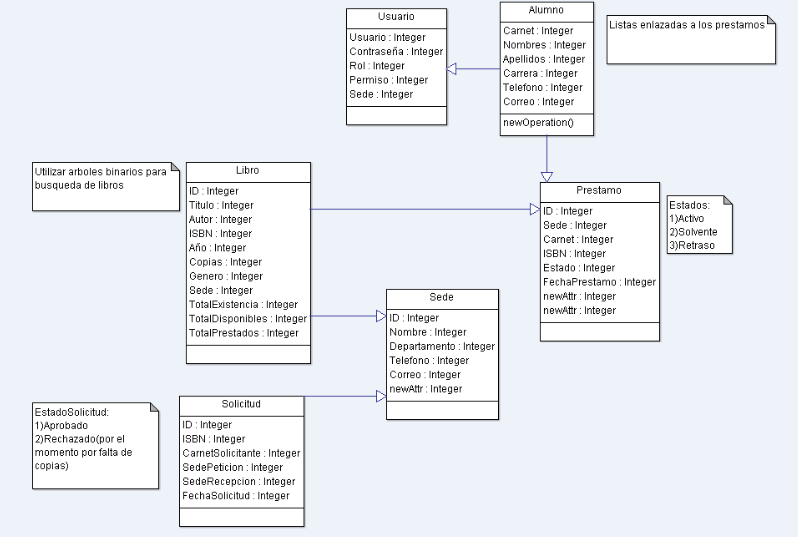 Usuario
Usuario : Integer
Contraseña : Integer
Rol : Integer
Permiso : Integer
Sede : Integer
Alumno
Carnet : Integer
Nombres : Integer
Apellidos : Integer
Carrera : Integer
Telefono : Integer
Correo : Integer
newOperation()
Listas enlazadas a los prestamos
Utilizar arboles binarios para
busqueda de libros
Libro
ID : Integer
Titulo : Integer
Autor : Integer
ISBN : Integer
Año : Integer
Copias : Integer
Genero : Integer
Sede : Integer
TotalExistencia : Integer
TotalDisponibles : Integer
TotalPrestados : Integer
Prestamo
ID : Integer
Sede : Integer
Carnet : Integer
ISBN : Integer
Estado : Integer
FechaPrestamo : Integer
newAttr : Integer
newAttr : Integer
Estados:
1)Activo
2)Solvente
3)Retraso
Sede
ID : Integer
Nombre : Integer
Departamento : Integer
Telefono : Integer
Correo : Integer
newAttr : Integer
EstadoSolicitud:
1)Aprobado
2)Rechazado(por el
momento por falta de
copias)
Solicitud
ID : Integer
ISBN : Integer
CarnetSolicitante : Integer
SedePeticion : Integer
SedeRecepcion : Integer
FechaSolicitud : Integer